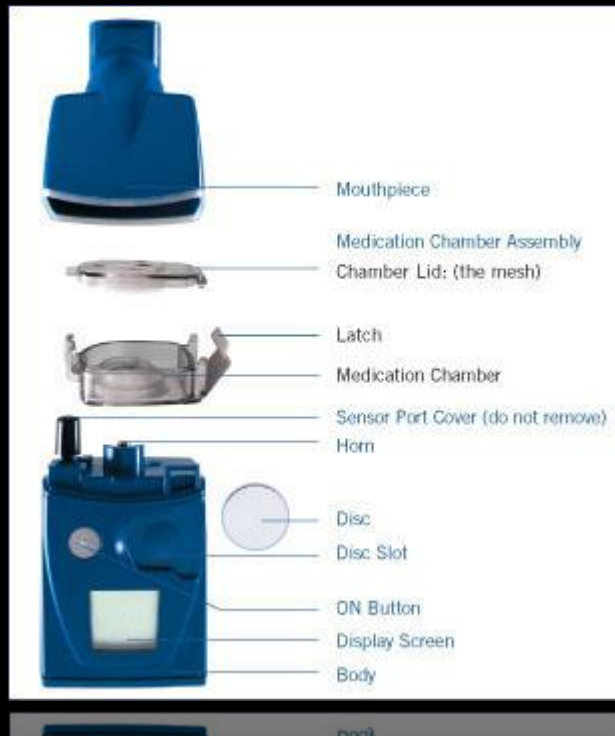 Mouthpiece
Medication Chamber Assembly
Chamber Lid: (the mesh)
Latch
Medication Chamber
Sensor Port Cover (do not remove)
Horn
Disc
Disc Slot
ON Button
Display Screen
Body